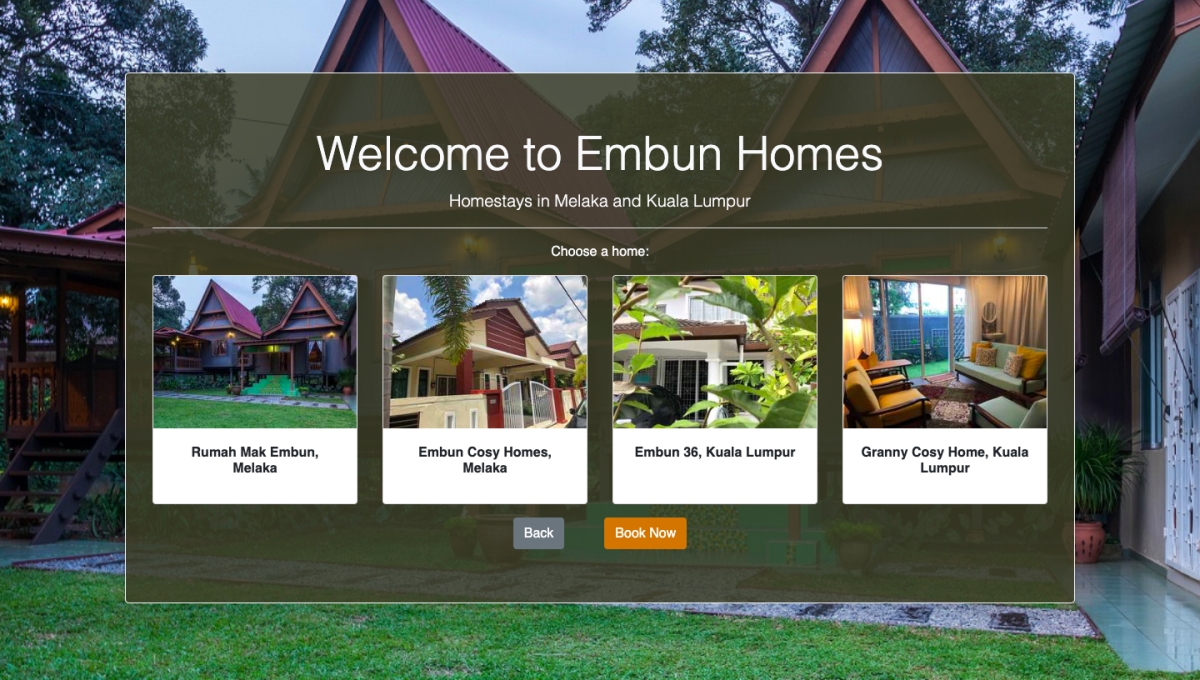 Welcome to Embun Homes
Homestays in Melaka and Kuala Lumpur
Choose a home:
Rumah Mak Embun,
Melaka
Embun Cosy Homes,
Melaka
Embun 36, Kuala Lumpur
Granny Cosy Home, Kuala
Lumpur
Back
Book Now